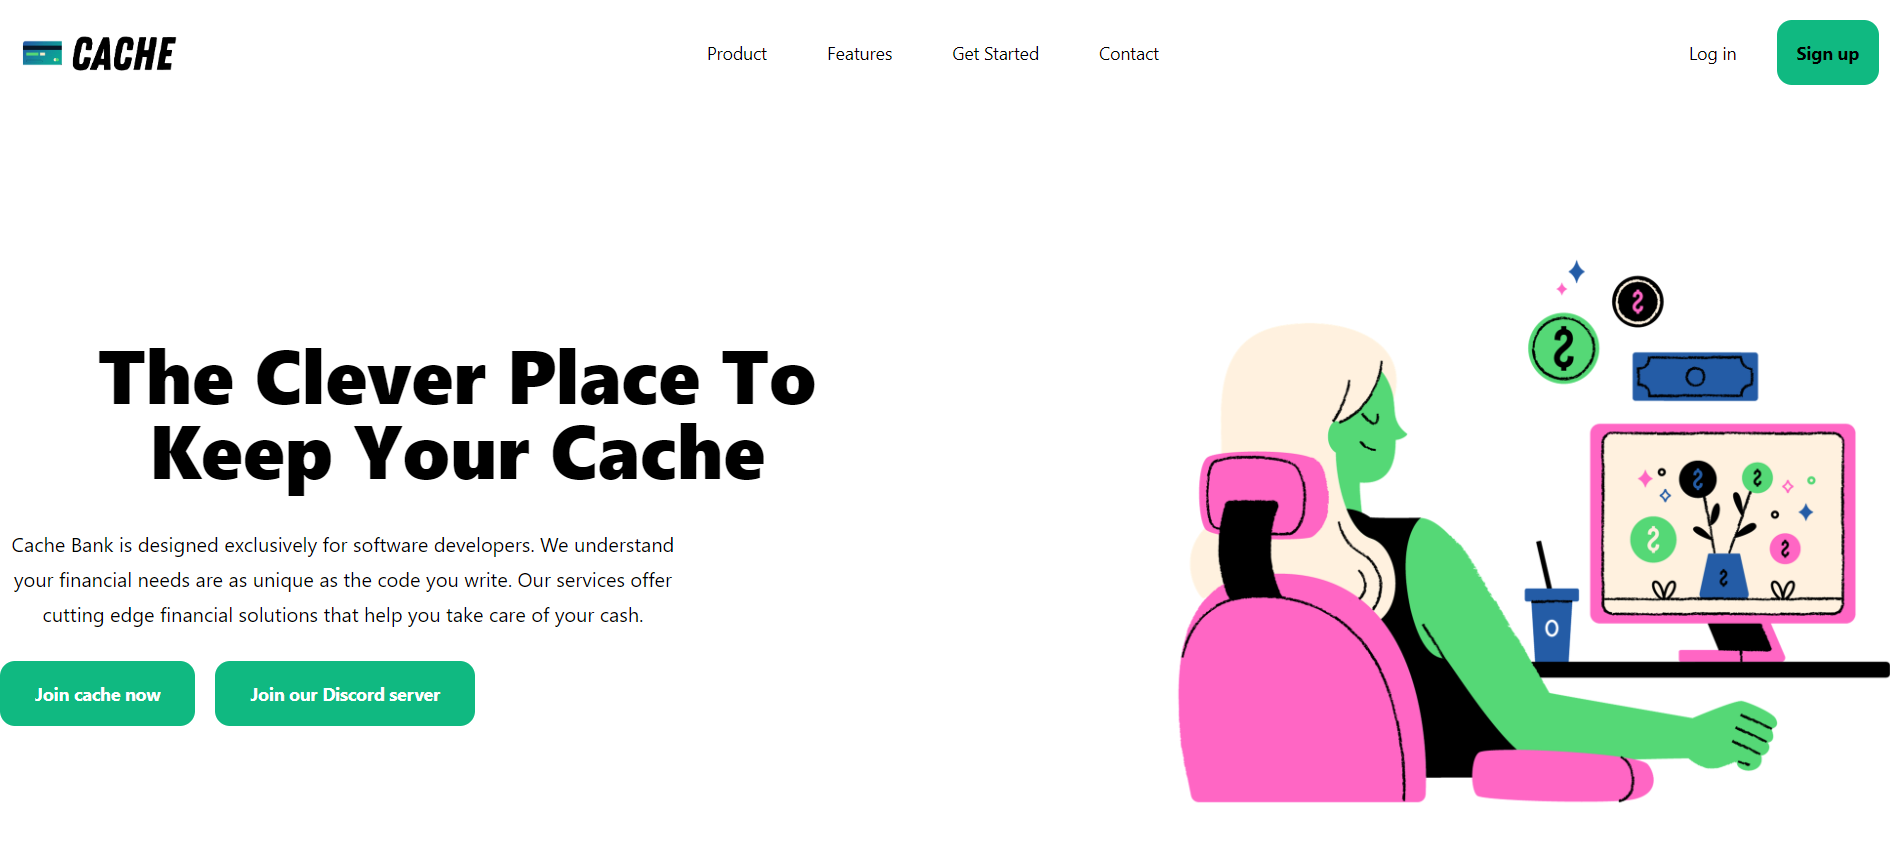 CACHE
Product
Features
Get Started
Contact
Log in
Sign up
The Clever Place To
Keep Your Cache
Cache Bank is designed exclusively for software developers. We understand
your financial needs are as unique as the code you write. Our services offer
cutting edge financial solutions that help you take care of your cash.
Join cache now
Join our Discord server